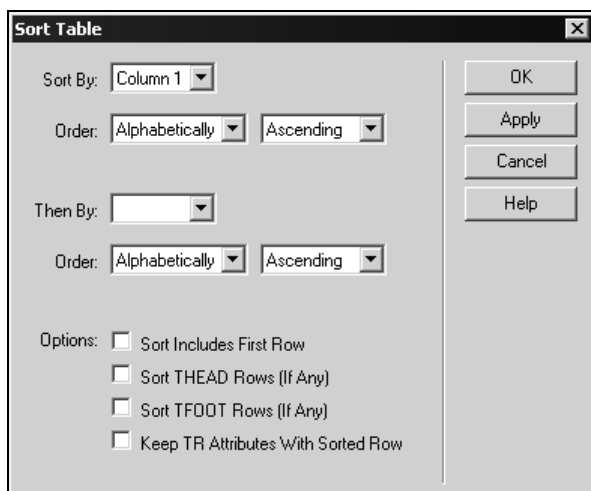 Sort Table
Sort By: Column 1
OK
Order: Alphabetically Ascending
Apply
Cancel
Then By:
Help
Order: Alphabetically Ascending
Options: Sort Includes First Row
Sort THEAD Rows (If Any)
Sort TFOOT Rows (If Any)
Keep TR Attributes With Sorted Row